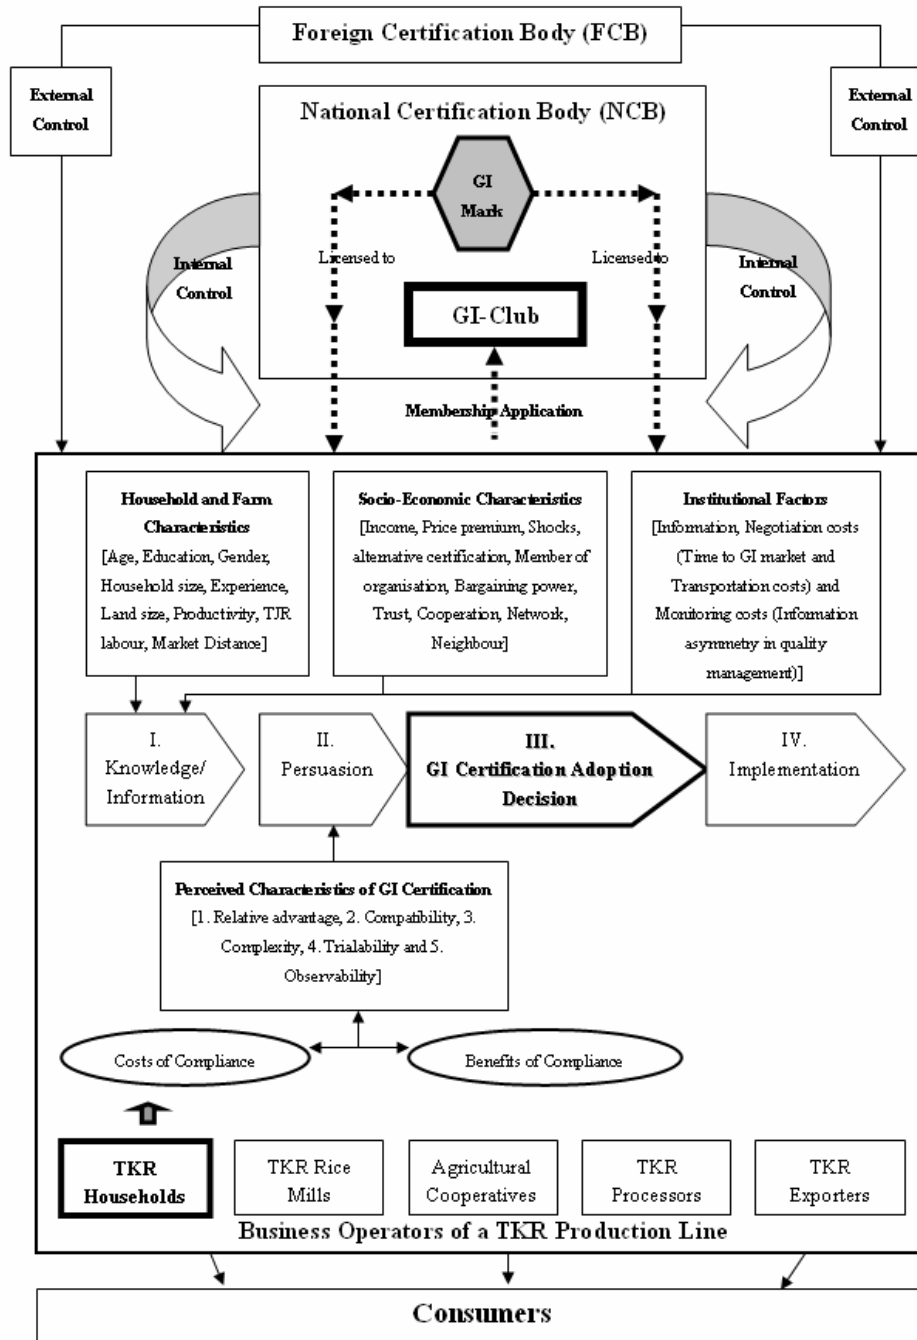 Foreign Certification Body (FCB)
External
Control
External
Control
National Certification Body (NCB)
GI
Mark
Licensed to
Licensed to
Internal
Control
Internal
Control
GI-Club
Membership Application
Household and Farm
Characteristics
[Age, Education, Gender,
Household size, Experience,
Land size, Productivity, TJR
labour, Market Distance]
Socio-Economic Characteristics
[Income, Price premium, Shocks,
alternative certification, Member of
organisation, Bargaining power,
Trust, Cooperation, Network,
Neighbour]
Institutional Factors
[Information, Negotiation costs
(Time to GI market and
Transportation costs) and
Monitoring costs (Information
asymmetry in quality
management)]
I.
Knowledge/
Information
II.
Persuasion
III.
GI Certification Adoption
Decision
IV.
Implementation
Perceived Characteristics of GI Certification
[1. Relative advantage, 2. Compatibility, 3.
Complexity, 4. Trialability and 5.
Observability]
Costs of Compliance
Benefits of Compliance
TKR
Households
TKR Rice
Mills
Agricultural
Cooperatives
TKR
Processors
TKR
Exporters
Business Operators of a TKR Production Line
Consumers